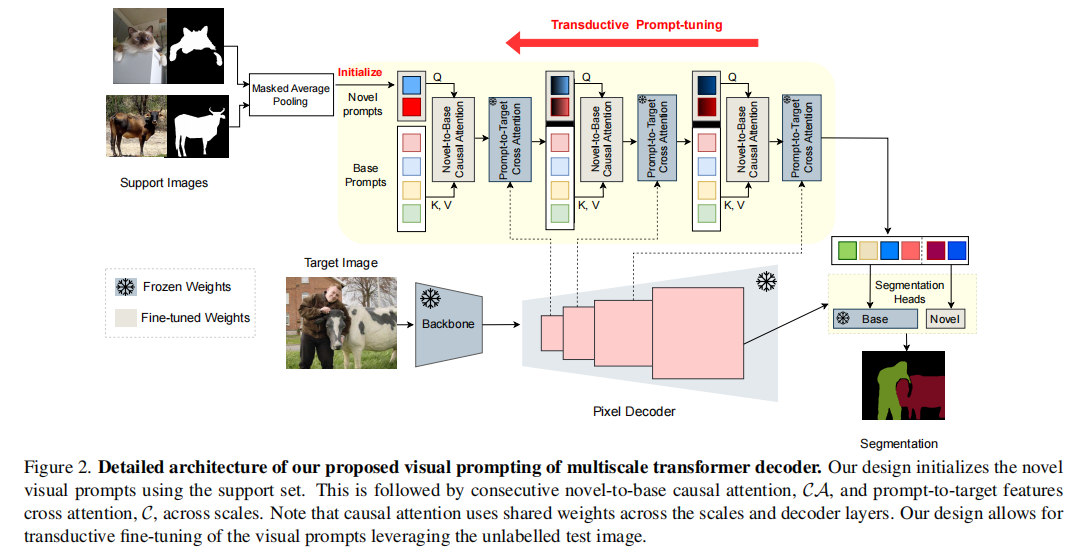 Transductive Prompt-tuning
Initialize
Masked Average
Pooling
Novel
prompts
Base
Prompts
Q
Novel-to-Base
Causal Attention
K, V
Prompt-to-Target
Cross Attention
Q
Novel-to-Base
Causal Attention
K, V
Prompt-to-Target
Cross Attention
Q
Novel-to-Base
Causal Attention
K, V
Prompt-to-Target
Cross Attention
Support Images
Frozen Weights
Fine-tuned Weights
Target Image
Backbone
Pixel Decoder
Segmentation
Heads
Base
Novel
Segmentation
Figure 2. Detailed architecture of our proposed visual prompting of multiscale transformer decoder. Our design initializes the novel
visual prompts using the support set. This is followed by consecutive novel-to-base causal attention, CA, and prompt-to-target features
cross attention, C, across scales. Note that causal attention uses shared weights across the scales and decoder layers. Our design allows for
transductive fine-tuning of the visual prompts leveraging the unlabelled test image.